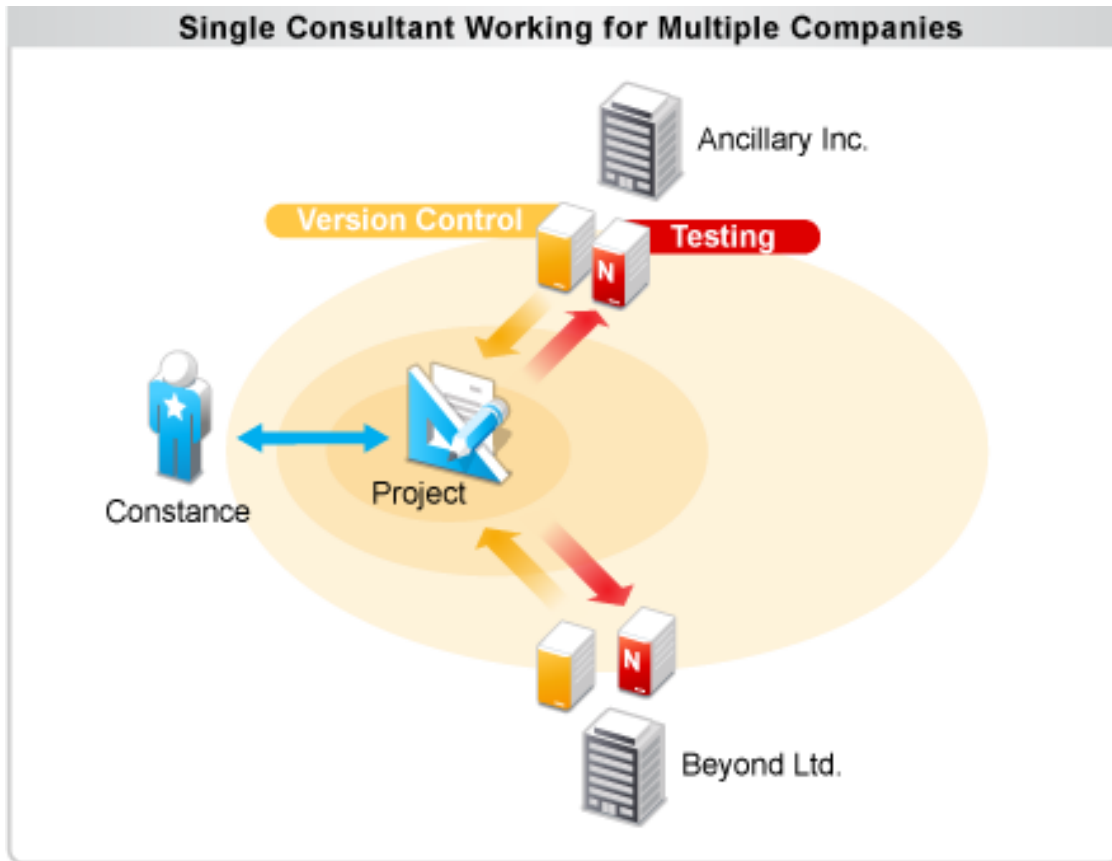 Single Consultant Working for Multiple Companies
Ancillary Inc.
Version Control
Testing
N
Project
Constance
N
Beyond Ltd.